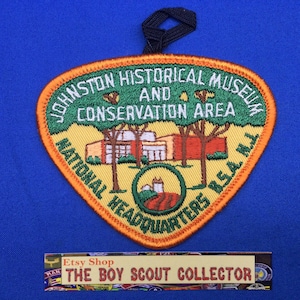 JOHNSTON HISTORICAL MUSEUM
AND
CONSERVATION AREA
NATIONAL HEADQUARTERS B.S.A. N.J.
Etsy Shop
THE BOY SCOUT COLLECTOR